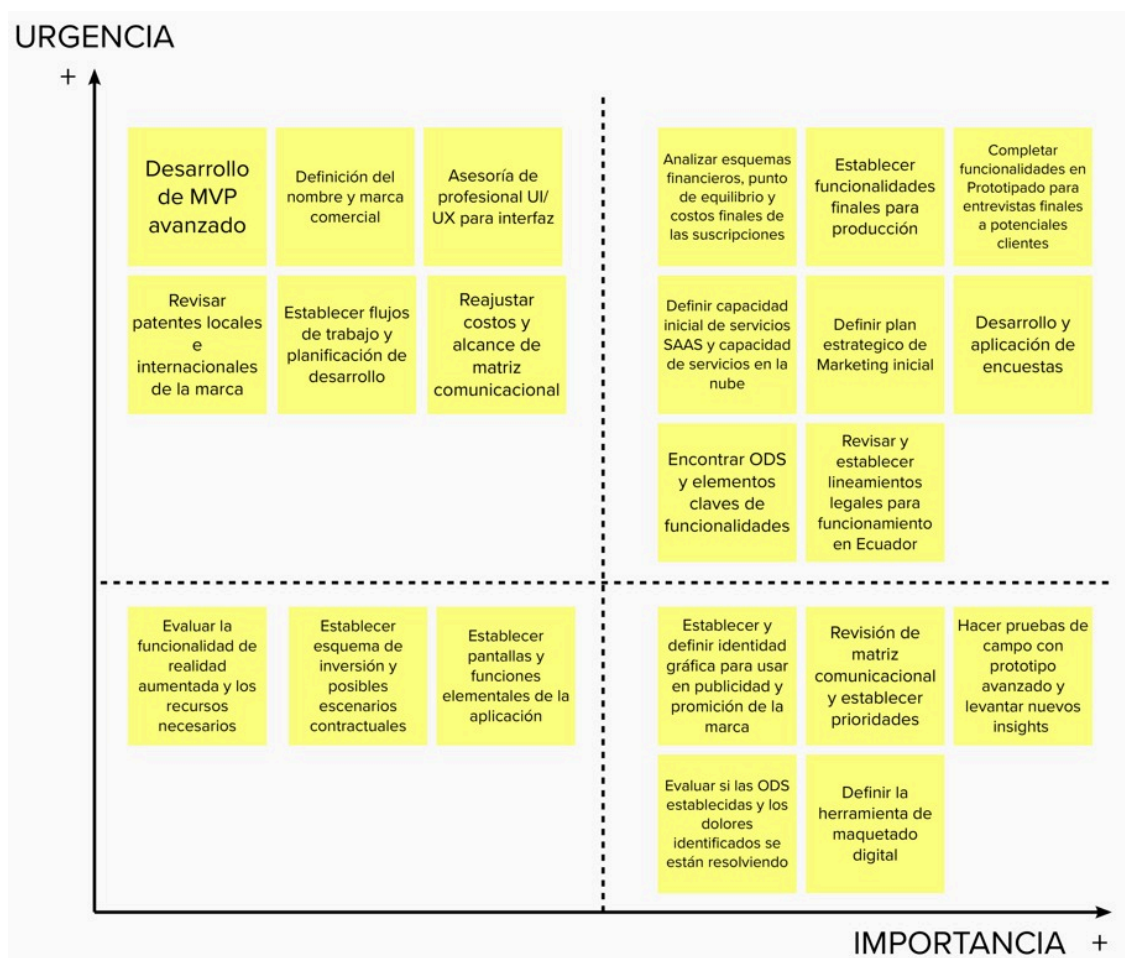 URGENCIA
+
Desarrollo
de MVP
avanzado
Definición del
nombre y marca
comercial
Asesoría de
profesional UI/
UX para interfaz
Analizar esquemas
financieros, punto
de equilibrio y
costos finales de
las suscripciones
Establecer
funcionalidades
finales para
producción
Completar
funcionalidades en
Prototipado para
entrevistas finales
a potenciales
clientes
Revisar
patentes locales
e
internacionales
de la marca
Establecer flujos
de trabajo y
planificación de
desarrollo
Reajustar
costos y
alcance de
matriz
comunicacional
Definir capacidad
inicial de servicios
SAAS y capacidad
de servicios en la
nube
Definir plan
estrategico de
Marketing inicial
Desarrollo y
aplicación de
encuestas
Encontrar ODS
y elementos
claves de
funcionalidades
Revisar y
establecer
lineamientos
legales para
funcionamiento
en Ecuador
Evaluar la
funcionalidad de
realidad
aumentada y los
recursos
necesarios
Establecer
esquema de
inversión y
posibles
escenarios
contractuales
Establecer
pantallas y
funciones
elementales de la
aplicación
Establecer y
definir identidad
gráfica para usar
en publicidad y
promición de la
marca
Revisión de
matriz
comunicacional
y establecer
prioridades
Hacer pruebas de
campo con
prototipo
avanzado y
levantar nuevos
insights
Evaluar si las ODS
establecidas y los
dolores
identificados se
están resolviendo
Definir la
herramienta de
maquetado
digital
IMPORTANCIA +